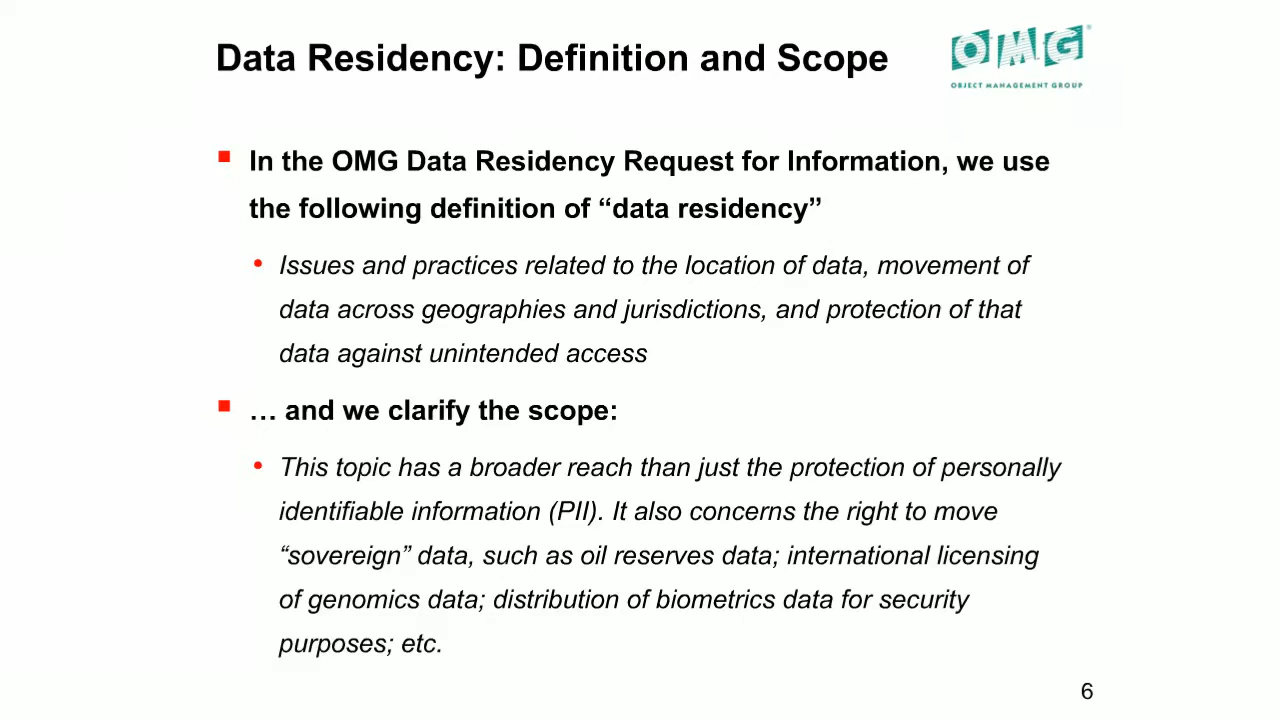 Data Residency: Definition and Scope
OMG
OBJECT MANAGEMENT GROUP
In the OMG Data Residency Request for Information, we use
the following definition of “data residency”
Issues and practices related to the location of data, movement of
data across geographies and jurisdictions, and protection of that
data against unintended access
… and we clarify the scope:
This topic has a broader reach than just the protection of personally
identifiable information (PII). It also concerns the right to move
“sovereign” data, such as oil reserves data; international licensing
of genomics data; distribution of biometrics data for security
purposes; etc.
6